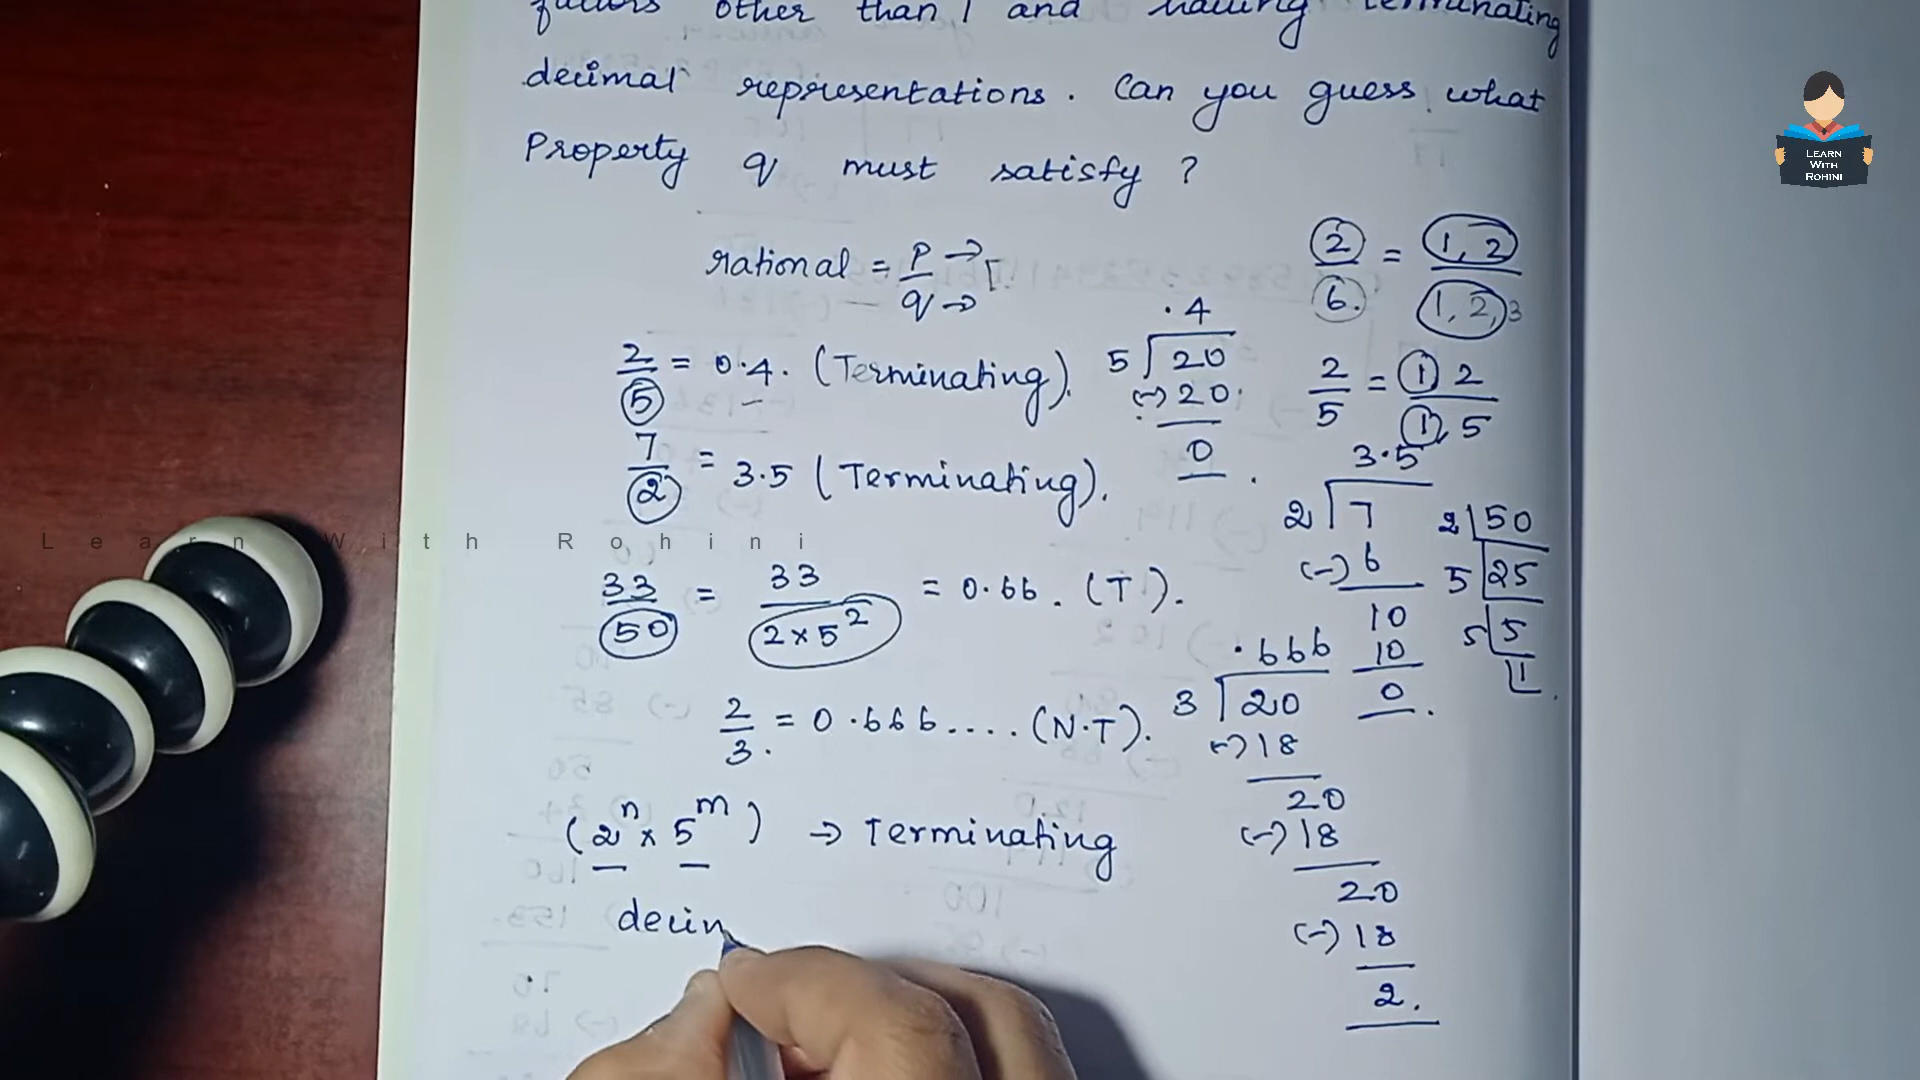 factors other than 1 and having terminating
decimal representations. Can you guess what
Property q must satisfy ?
LEARN
WITH
ROHINI
rational = p/q → [
→
2/6. = 1, 2 / 1, 2, 3
2/5 = 0.4. (Terminating).
.4
5 20
(-) 20.
0
2/5 = 1 2 / 1, 5
7/2 = 3.5 (Terminating).
3.5
2 7
(-) 6
10
10
0.
2 50
5 25
5 5
1
Learn With Rohini
33/50 = 33/2×5² = 0.66. (T).
2/3. = 0.666.... (N.T).
.666
3 20
(-) 18
20
(-) 18
20
(-) 18
2.
(2ⁿ × 5ᵐ) → Terminating
decim